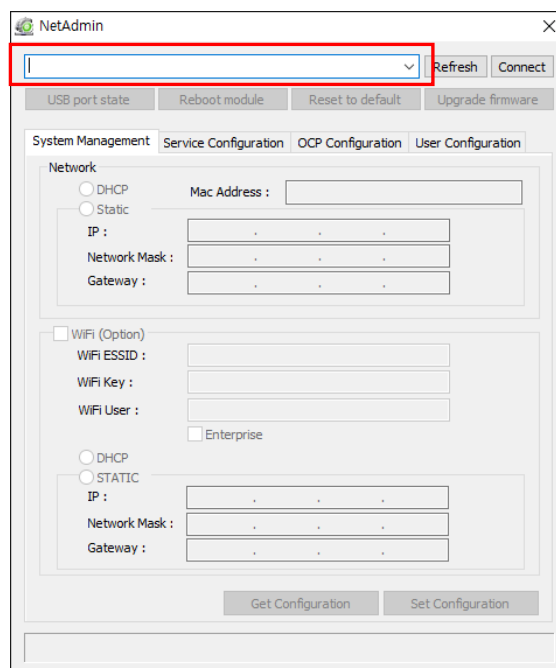 NetAdmin
Refresh Connect
USB port state Reboot module Reset to default Upgrade firmware
System Management Service Configuration OCP Configuration User Configuration
Network
DHCP Mac Address :
Static
IP : . . .
Network Mask : . . .
Gateway : . . .
WiFi (Option)
WiFi ESSID :
WiFi Key :
WiFi User :
Enterprise
DHCP
STATIC
IP : . . .
Network Mask : . . .
Gateway : . . .
Get Configuration Set Configuration